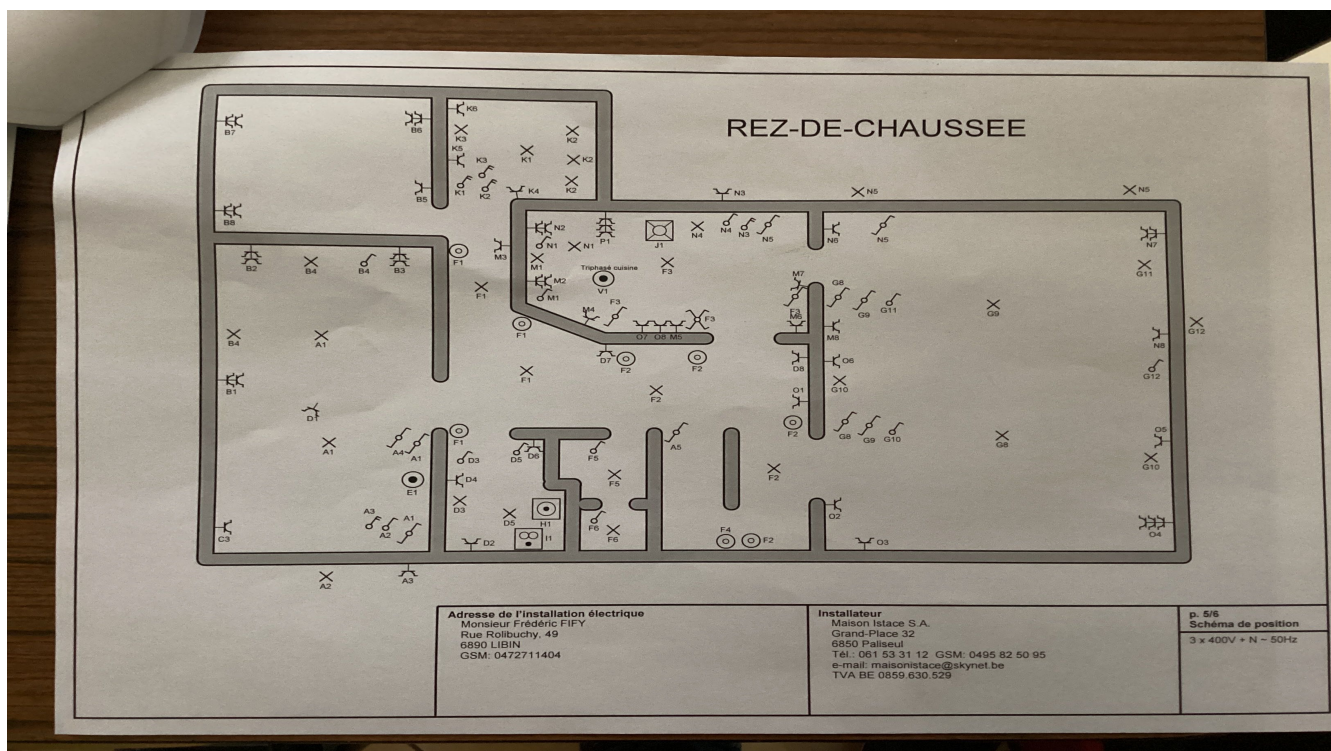 REZ-DE-CHAUSSEE
K6
B7
B6
K3
K2
K5
K3
K1
K2
K1
K2
K2
B5
K4
N3
N5
N5
B8
N2
P1
J1
N4
N4
N3
N5
N6
N5
N7
B2
B4
B4
B3
F1
M3
N1
N1
M1
F3
G11
Triphasé cuisine
M2
V1
M7
G8
F1
M1
F3
G9
G11
G9
M4
F3
F3
M6
B4
A1
F1
O7
O8
M5
M8
N8
G12
D7
F2
F2
D8
O6
G12
B1
F1
F2
O1
G10
D1
F2
A1
A4
A1
F1
D3
D5
D6
F5
A5
G8
G9
G10
G8
O5
G10
E1
D4
F5
F2
D3
D5
H1
O2
C3
A3
A2
A1
D2
I1
F6
F6
F4
F2
O3
O4
A2
A3
Adresse de l'installation électrique
Monsieur Frédéric FIFY
Rue Rolibuchy, 49
6890 LIBIN
GSM: 0472711404
Installateur
Maison Istace S.A.
Grand-Place 32
6850 Paliseul
Tél.: 061 53 31 12 GSM: 0495 82 50 95
e-mail: maisonistace@skynet.be
TVA BE 0859.630.529
p. 5/6
Schéma de position
3 x 400V + N ~ 50Hz